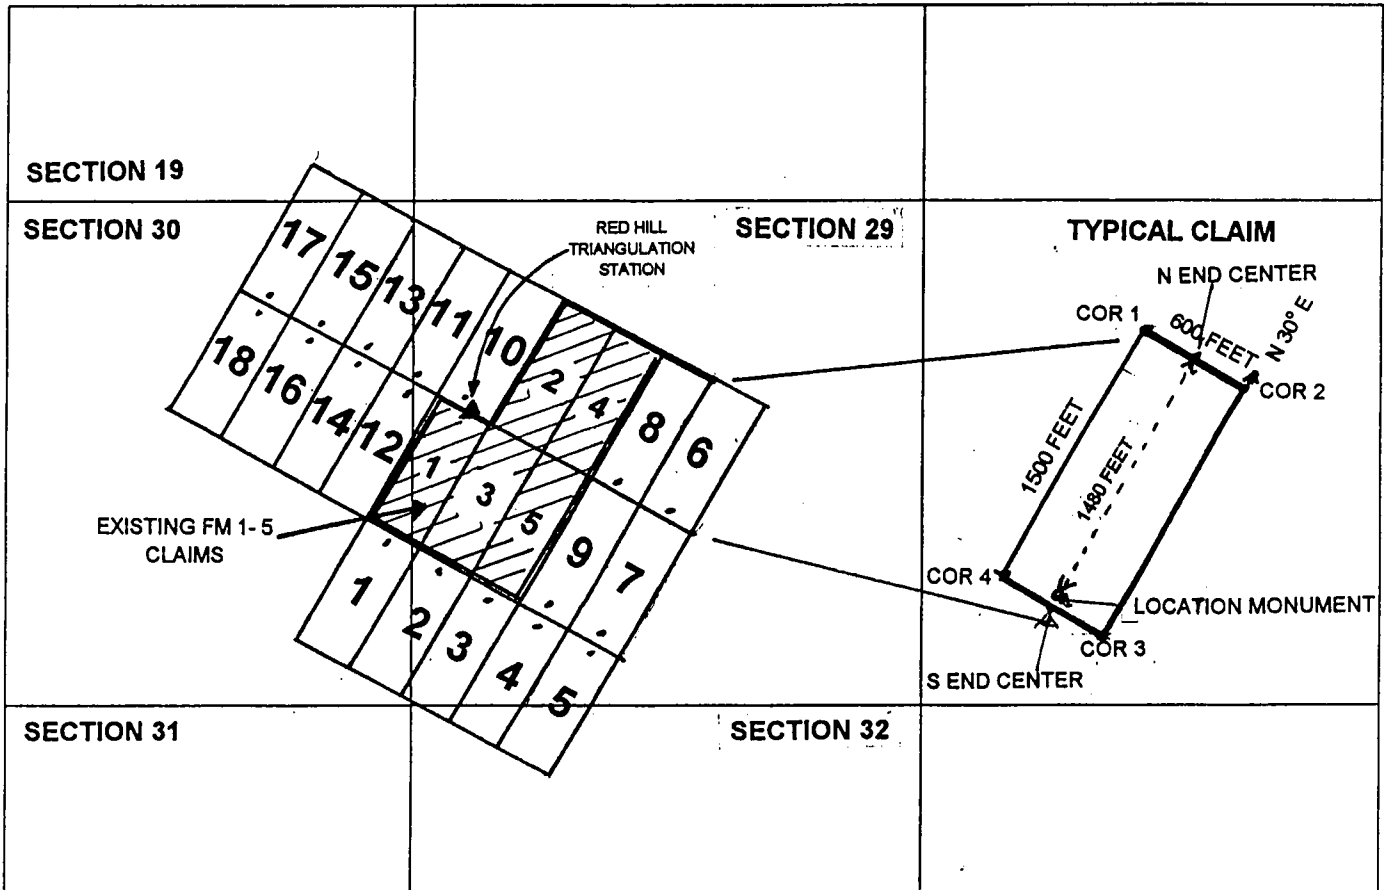 SECTION 19
SECTION 30
RED HILL
TRIANGULATION
STATION
SECTION 29
TYPICAL CLAIM
N END CENTER
COR 1
600 FEET
N 30° E
COR 2
1500 FEET
1480 FEET
COR 4
LOCATION MONUMENT
COR 3
S END CENTER
17
15
13
11
10
2
4
8
6
18
16
14
12
1
3
5
9
7
EXISTING FM 1-5
CLAIMS
1
2
3
4
5
SECTION 31
SECTION 32